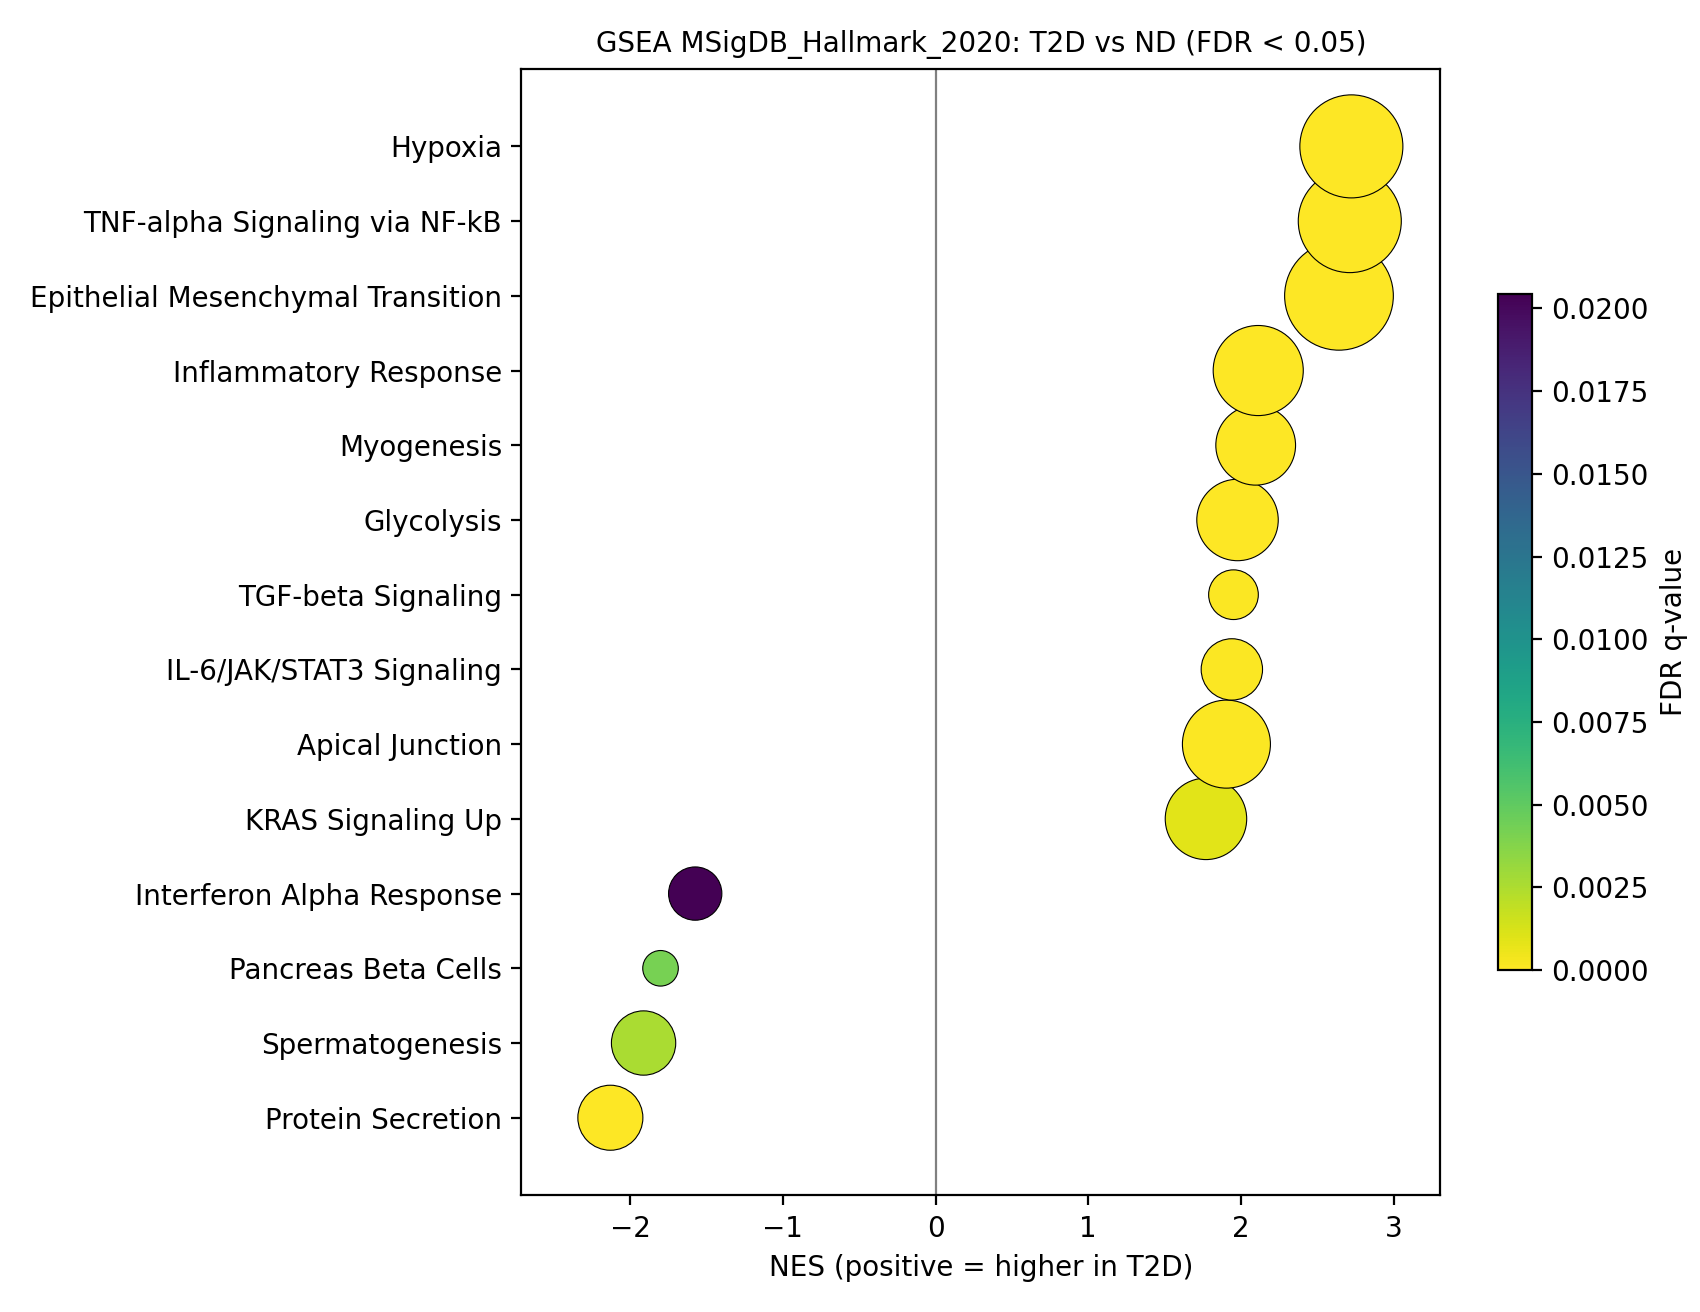 GSEA MSigDB_Hallmark_2020: T2D vs ND (FDR < 0.05)
Hypoxia
TNF-alpha Signaling via NF-kB
Epithelial Mesenchymal Transition
Inflammatory Response
Myogenesis
Glycolysis
TGF-beta Signaling
IL-6/JAK/STAT3 Signaling
Apical Junction
KRAS Signaling Up
Interferon Alpha Response
Pancreas Beta Cells
Spermatogenesis
Protein Secretion
−2 −1 0 1 2 3
NES (positive = higher in T2D)
0.0200
0.0175
0.0150
0.0125
0.0100
0.0075
0.0050
0.0025
0.0000
FDR q-value